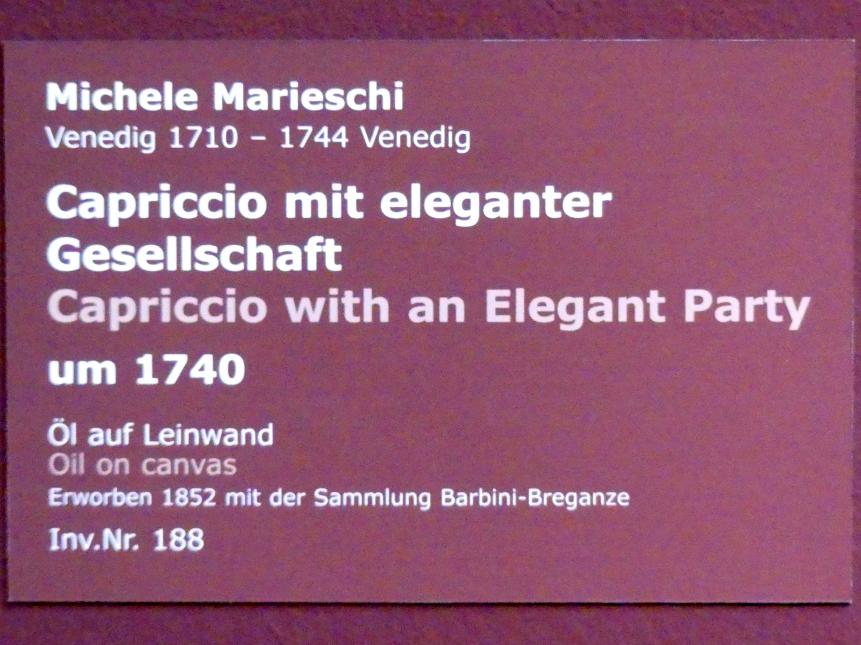 Michele Marieschi
Venedig 1710 – 1744 Venedig
Capriccio mit eleganter
Gesellschaft
Capriccio with an Elegant Party
um 1740
Öl auf Leinwand
Oil on canvas
Erworben 1852 mit der Sammlung Barbini-Breganze
Inv.Nr. 188